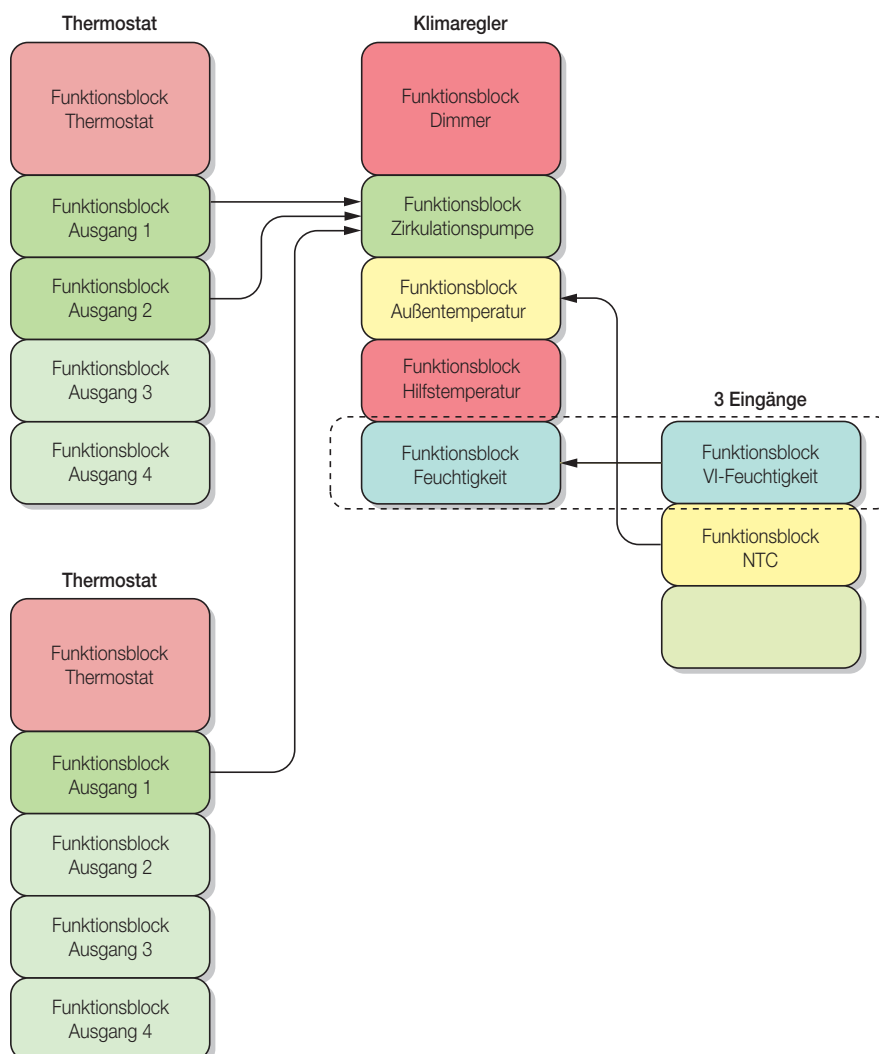 Thermostat
Funktionsblock
Thermostat
Funktionsblock
Ausgang 1
Funktionsblock
Ausgang 2
Funktionsblock
Ausgang 3
Funktionsblock
Ausgang 4
Klimaregler
Funktionsblock
Dimmer
Funktionsblock
Zirkulationspumpe
Funktionsblock
Außentemperatur
Funktionsblock
Hilfstemperatur
Funktionsblock
Feuchtigkeit
3 Eingänge
Funktionsblock
VI-Feuchtigkeit
Funktionsblock
NTC
Thermostat
Funktionsblock
Thermostat
Funktionsblock
Ausgang 1
Funktionsblock
Ausgang 2
Funktionsblock
Ausgang 3
Funktionsblock
Ausgang 4